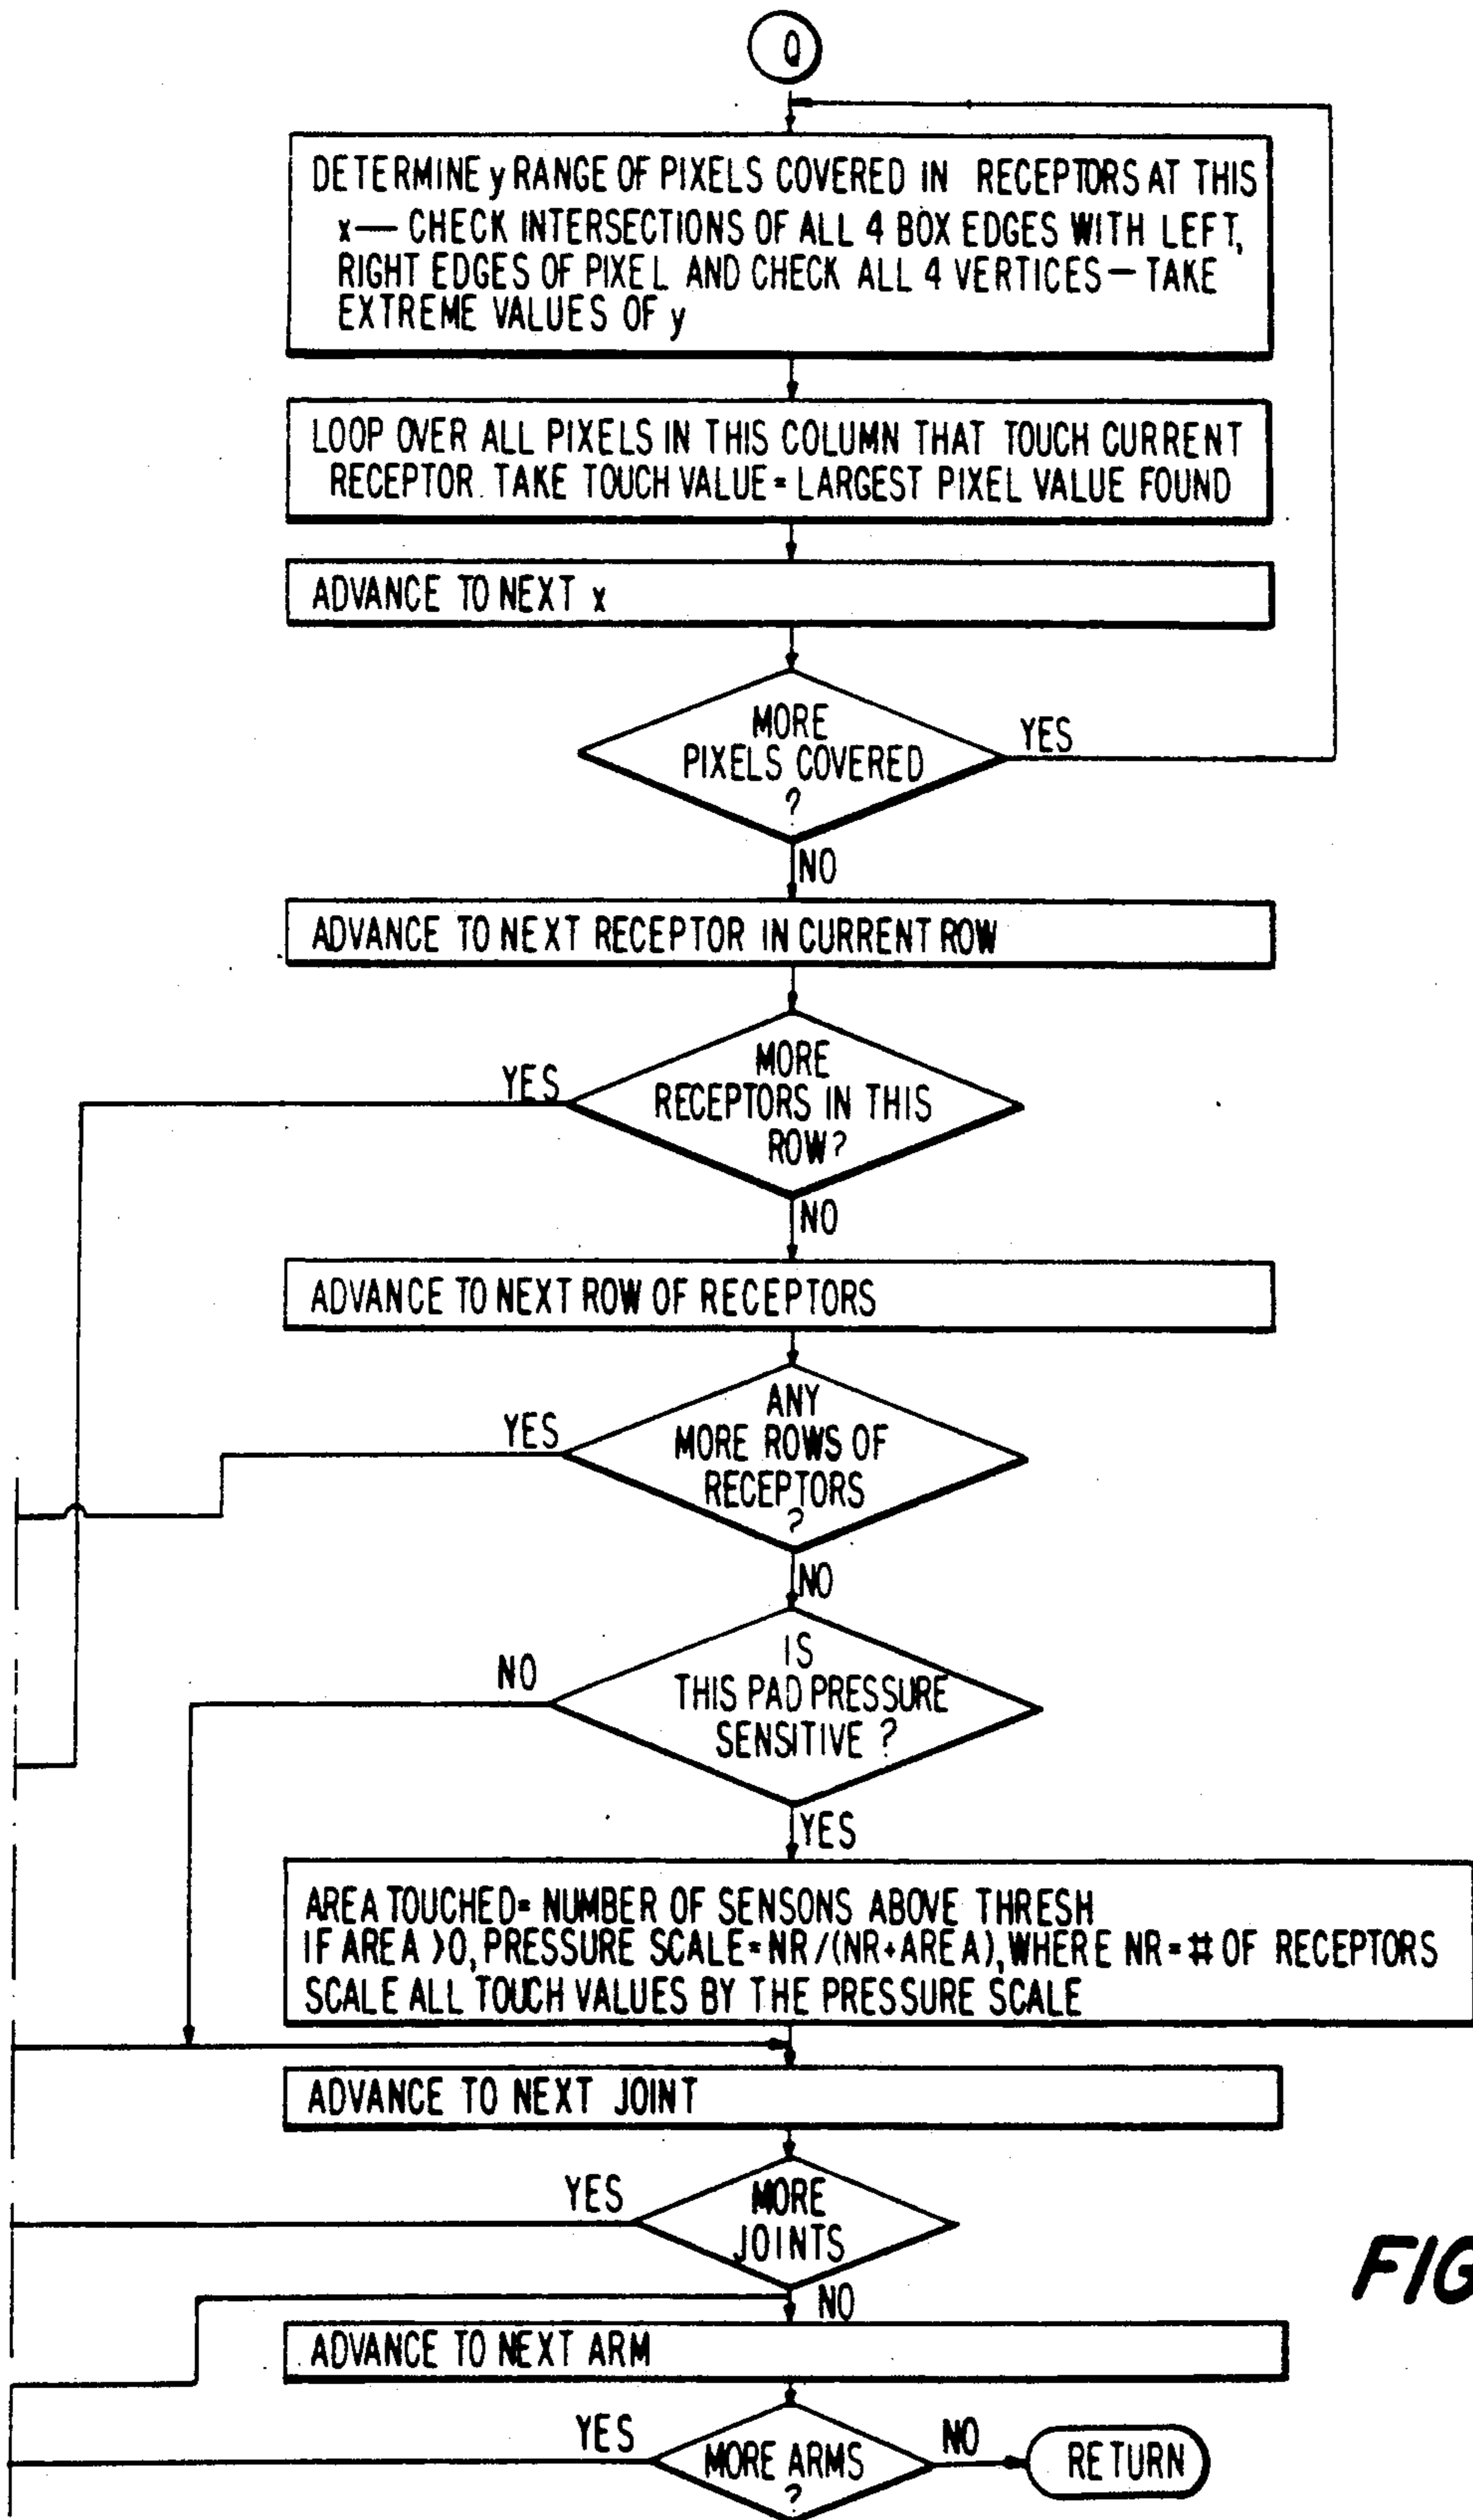 Q
DETERMINE y RANGE OF PIXELS COVERED IN RECEPTORS AT THIS
x— CHECK INTERSECTIONS OF ALL 4 BOX EDGES WITH LEFT,
RIGHT EDGES OF PIXEL AND CHECK ALL 4 VERTICES — TAKE
EXTREME VALUES OF y
LOOP OVER ALL PIXELS IN THIS COLUMN THAT TOUCH CURRENT
RECEPTOR. TAKE TOUCH VALUE = LARGEST PIXEL VALUE FOUND
ADVANCE TO NEXT x
MORE
PIXELS COVERED
?
YES
NO
ADVANCE TO NEXT RECEPTOR IN CURRENT ROW
YES
MORE
RECEPTORS IN THIS
ROW?
NO
ADVANCE TO NEXT ROW OF RECEPTORS
YES
ANY
MORE ROWS OF
RECEPTORS
?
NO
NO
IS
THIS PAD PRESSURE
SENSITIVE ?
YES
AREA TOUCHED= NUMBER OF SENSONS ABOVE THRESH
IF AREA >0, PRESSURE SCALE=NR/(NR+AREA), WHERE NR = # OF RECEPTORS
SCALE ALL TOUCH VALUES BY THE PRESSURE SCALE
ADVANCE TO NEXT JOINT
YES
MORE
JOINTS
NO
FIG
ADVANCE TO NEXT ARM
YES
MORE ARMS
?
NO
RETURN